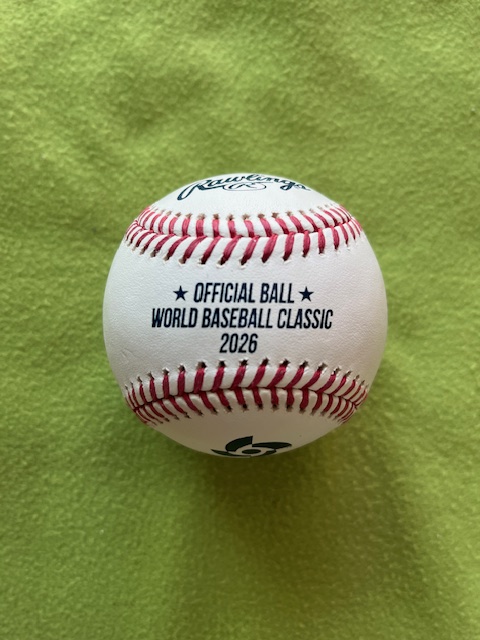 Rawlings
R
★ OFFICIAL BALL ★
WORLD BASEBALL CLASSIC
2026